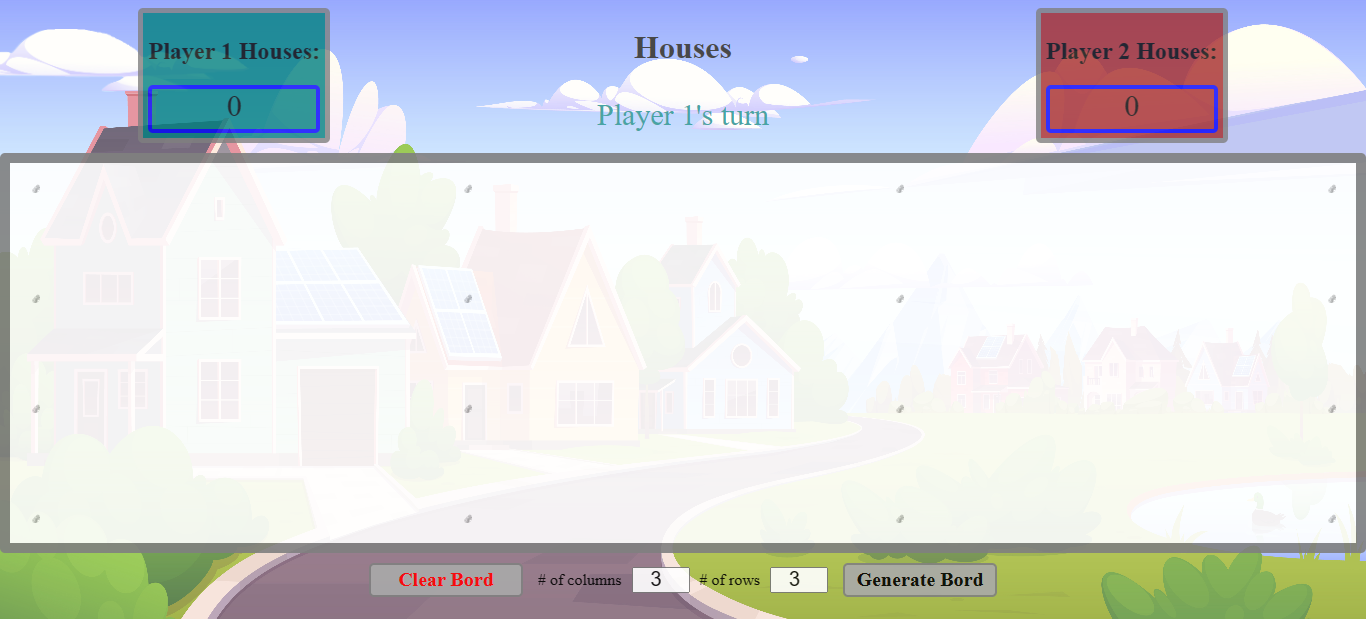 Player 1 Houses:
0
Houses
Player 1's turn
Player 2 Houses:
0
Clear Bord
# of columns 3
# of rows 3
Generate Bord